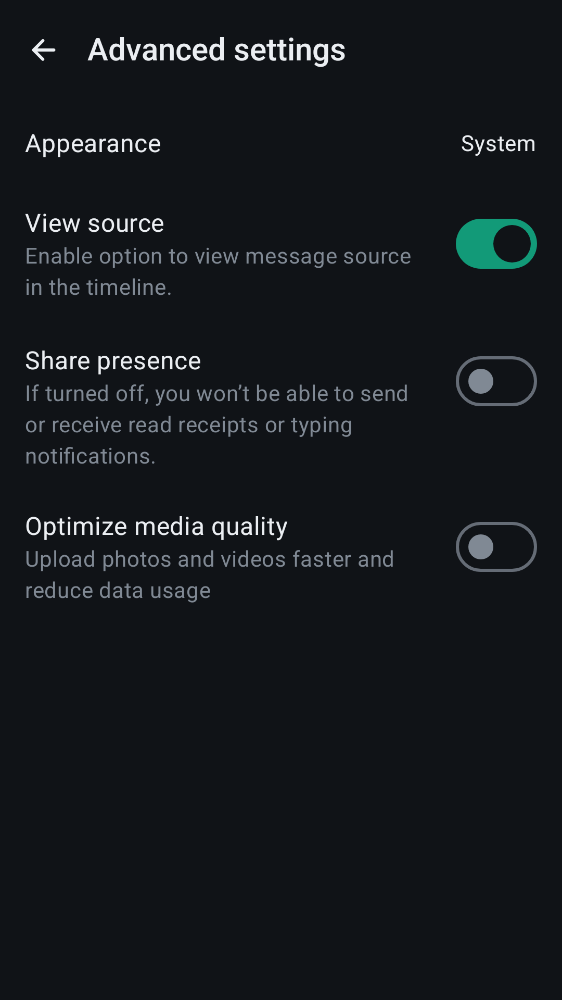 Advanced settings
Appearance
System
View source
Enable option to view message source
in the timeline.
Share presence
If turned off, you won’t be able to send
or receive read receipts or typing
notifications.
Optimize media quality
Upload photos and videos faster and
reduce data usage